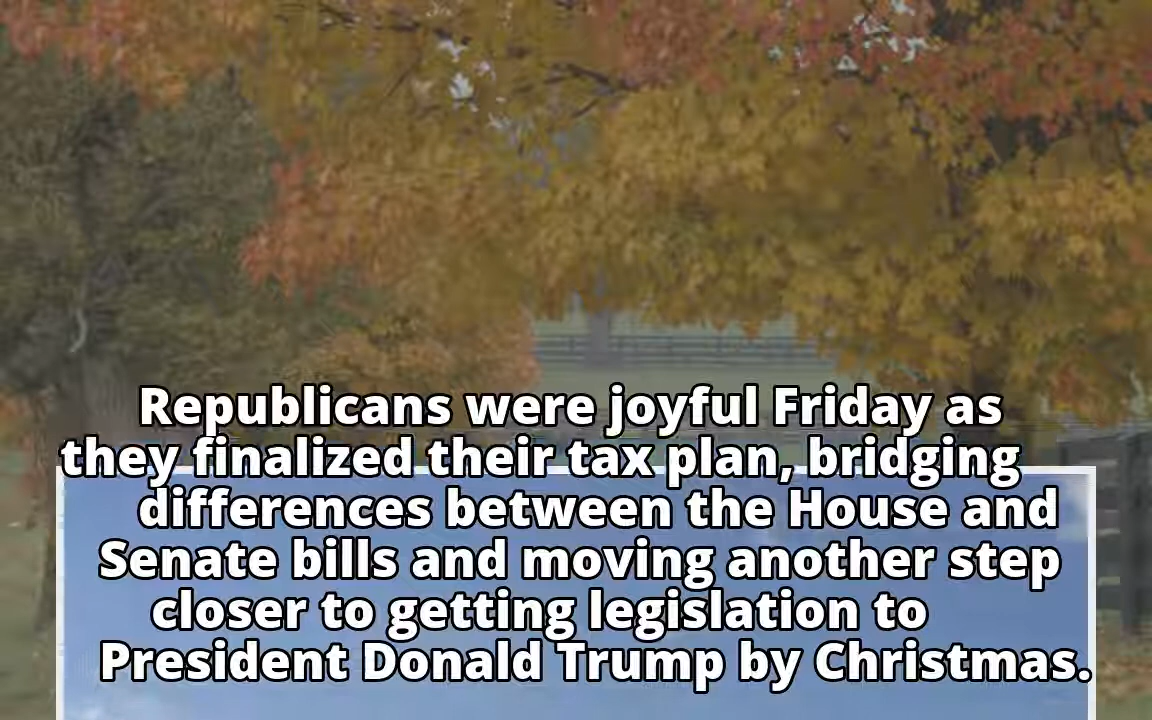 Republicans were joyful Friday as
they finalized their tax plan, bridging
differences between the House and
Senate bills and moving another step
closer to getting legislation to
President Donald Trump by Christmas.